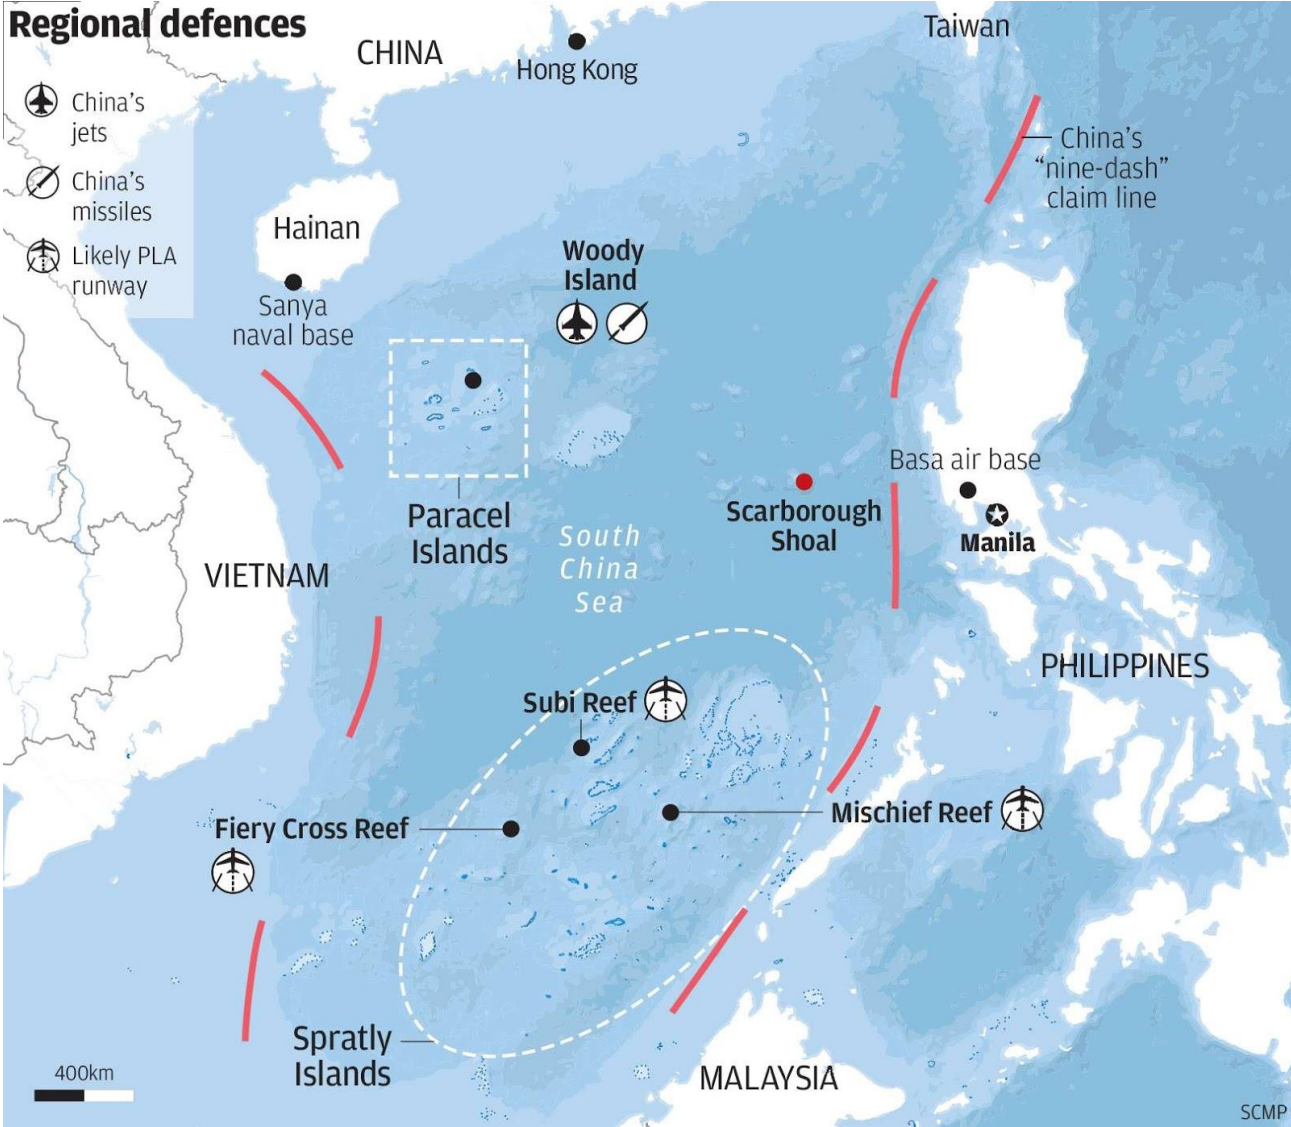 Regional defences
China's
jets
China's
missiles
Likely PLA
runway
CHINA
Hong Kong
Taiwan
China's
“nine-dash”
claim line
Hainan
Sanya
naval base
Woody
Island
Paracel
Islands
South
China
Sea
Scarborough
Shoal
Basa air base
Manila
VIETNAM
PHILIPPINES
Subi Reef
Mischief Reef
Fiery Cross Reef
Spratly
Islands
MALAYSIA
400km
SCMP